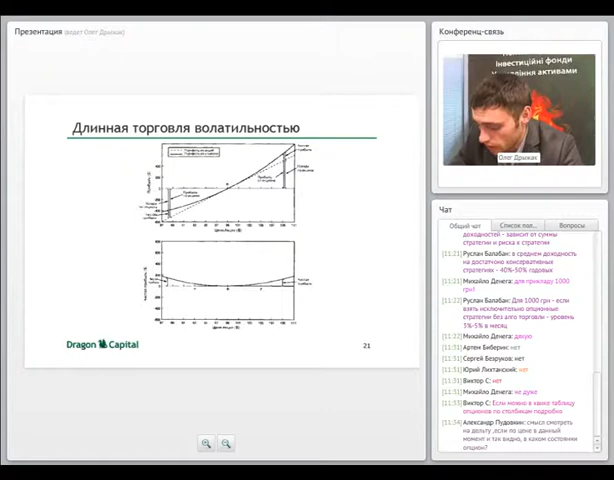 Презентация (ведет Олег Дрыжак)
Длинная торговля волатильностью
Dragon Capital
21
Конференц-связь
інвестиційні фонди
активами
Олег Дрыжак
Чат
Общий чат
Список пол...
Вопросы
доходностей - зависит от суммы
стратегии и риска к стратегии
[11:21] Руслан Балабан: в среднем доходность
на достаточно консервативных
стратегиях - 40%-50% годовых
[11:21] Михайло Денега: для прикладу 1000
грн!
[11:22] Руслан Балабан: Для 1000 грн - если
взять исключительно опционные
стратегии без алго торговли - уровень
3%-5% в месяц
[11:22] Михайло Денега: дякую
[11:31] Артем Биберин: нет
[11:31] Сергей Безруков: нет
[11:31] Юрий Лихтанский: нет
[11:31] Виктор С: нет
[11:31] Михайло Денега: не дуже
[11:33] Виктор С: Если можно в какие таблицу
опционов по столбикам подробно
[11:34] Александр Пудовкин: смысл смотреть
на дельту ,если по цене в данный
момент и так видно, в каком состоянии
опцион?